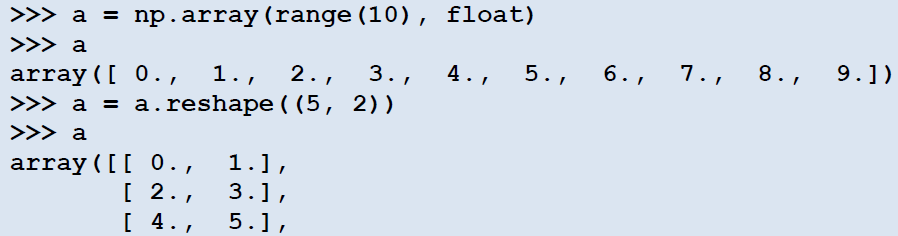 >>> a = np.array(range(10), float)
>>> a
array([ 0.,  1.,  2.,  3.,  4.,  5.,  6.,  7.,  8.,  9.])
>>> a = a.reshape((5, 2))
>>> a
array([[ 0.,  1.],
       [ 2.,  3.],
       [ 4.,  5.],